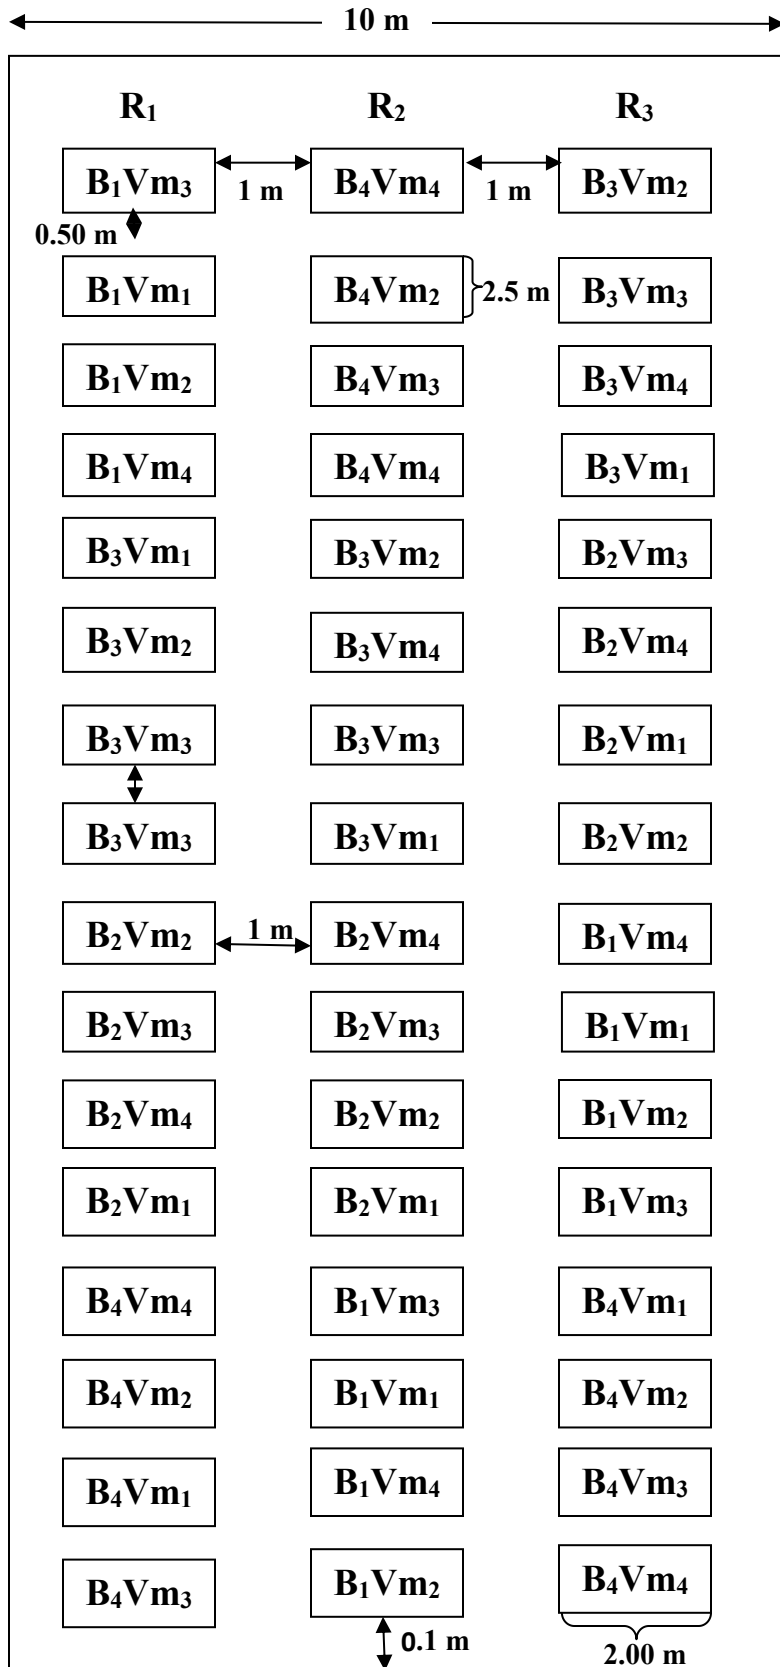 10 m
R₁ R₂ R₃
B₁Vm₃ 1 m B₄Vm₄ 1 m B₃Vm₂
0.50 m
B₁Vm₁ B₄Vm₂ 2.5 m B₃Vm₃
B₁Vm₂ B₄Vm₃ B₃Vm₄
B₁Vm₄ B₄Vm₄ B₃Vm₁
B₃Vm₁ B₃Vm₂ B₂Vm₃
B₃Vm₂ B₃Vm₄ B₂Vm₄
B₃Vm₃ B₃Vm₃ B₂Vm₁
B₃Vm₃ B₃Vm₁ B₂Vm₂
B₂Vm₂ 1 m B₂Vm₄ B₁Vm₄
B₂Vm₃ B₂Vm₃ B₁Vm₁
B₂Vm₄ B₂Vm₂ B₁Vm₂
B₂Vm₁ B₂Vm₁ B₁Vm₃
B₄Vm₄ B₁Vm₃ B₄Vm₁
B₄Vm₂ B₁Vm₁ B₄Vm₂
B₄Vm₁ B₁Vm₄ B₄Vm₃
B₄Vm₃ B₁Vm₂ B₄Vm₄
0.1 m 2.00 m